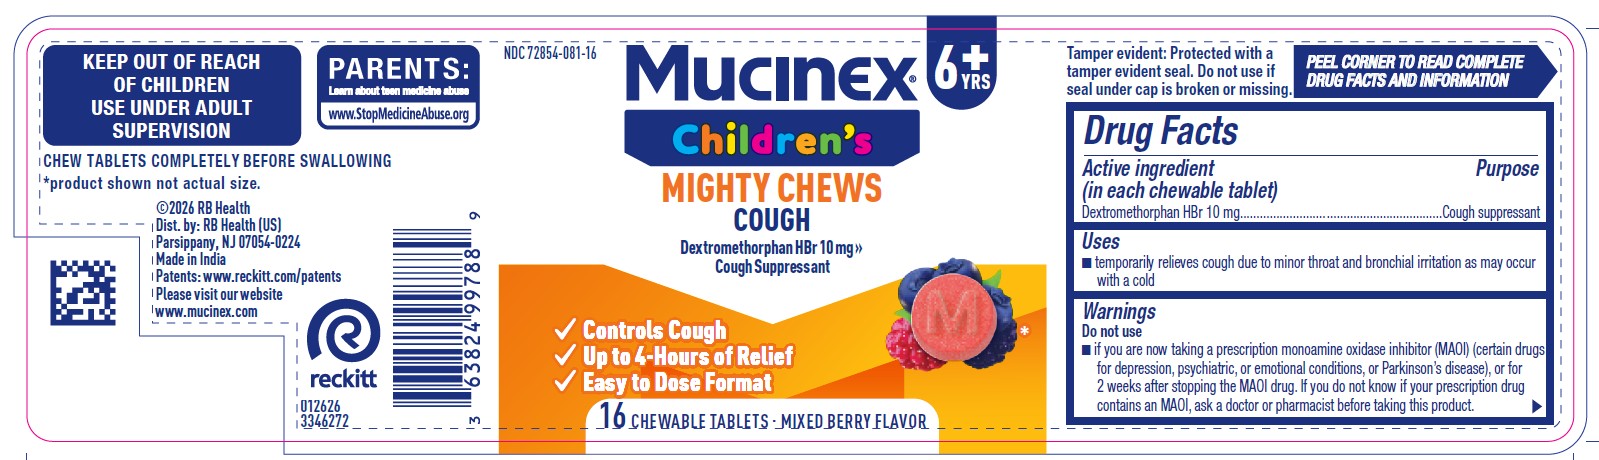 KEEP OUT OF REACH
OF CHILDREN
USE UNDER ADULT
SUPERVISION
PARENTS:
Learn about teen medicine abuse
www.StopMedicineAbuse.org
CHEW TABLETS COMPLETELY BEFORE SWALLOWING
*product shown not actual size.
©2026 RB Health
Dist. by: RB Health (US)
Parsippany, NJ 07054-0224
Made in India
Patents: www.reckitt.com/patents
Please visit our website
www.mucinex.com
reckitt
012626
3346272
3 63824 99788 9
NDC 72854-081-16
Mucinex®
6+
YRS
Children's
MIGHTY CHEWS
COUGH
Dextromethorphan HBr 10 mg»
Cough Suppressant
✓ Controls Cough
✓ Up to 4-Hours of Relief
✓ Easy to Dose Format
M
*
16 CHEWABLE TABLETS · MIXED BERRY FLAVOR
Tamper evident: Protected with a
tamper evident seal. Do not use if
seal under cap is broken or missing.
PEEL CORNER TO READ COMPLETE
DRUG FACTS AND INFORMATION
Drug Facts
Active ingredient Purpose
(in each chewable tablet)
Dextromethorphan HBr 10 mg..............................................................Cough suppressant
Uses
■ temporarily relieves cough due to minor throat and bronchial irritation as may occur
with a cold
Warnings
Do not use
■ if you are now taking a prescription monoamine oxidase inhibitor (MAOI) (certain drugs
for depression, psychiatric, or emotional conditions, or Parkinson's disease), or for
2 weeks after stopping the MAOI drug. If you do not know if your prescription drug
contains an MAOI, ask a doctor or pharmacist before taking this product.